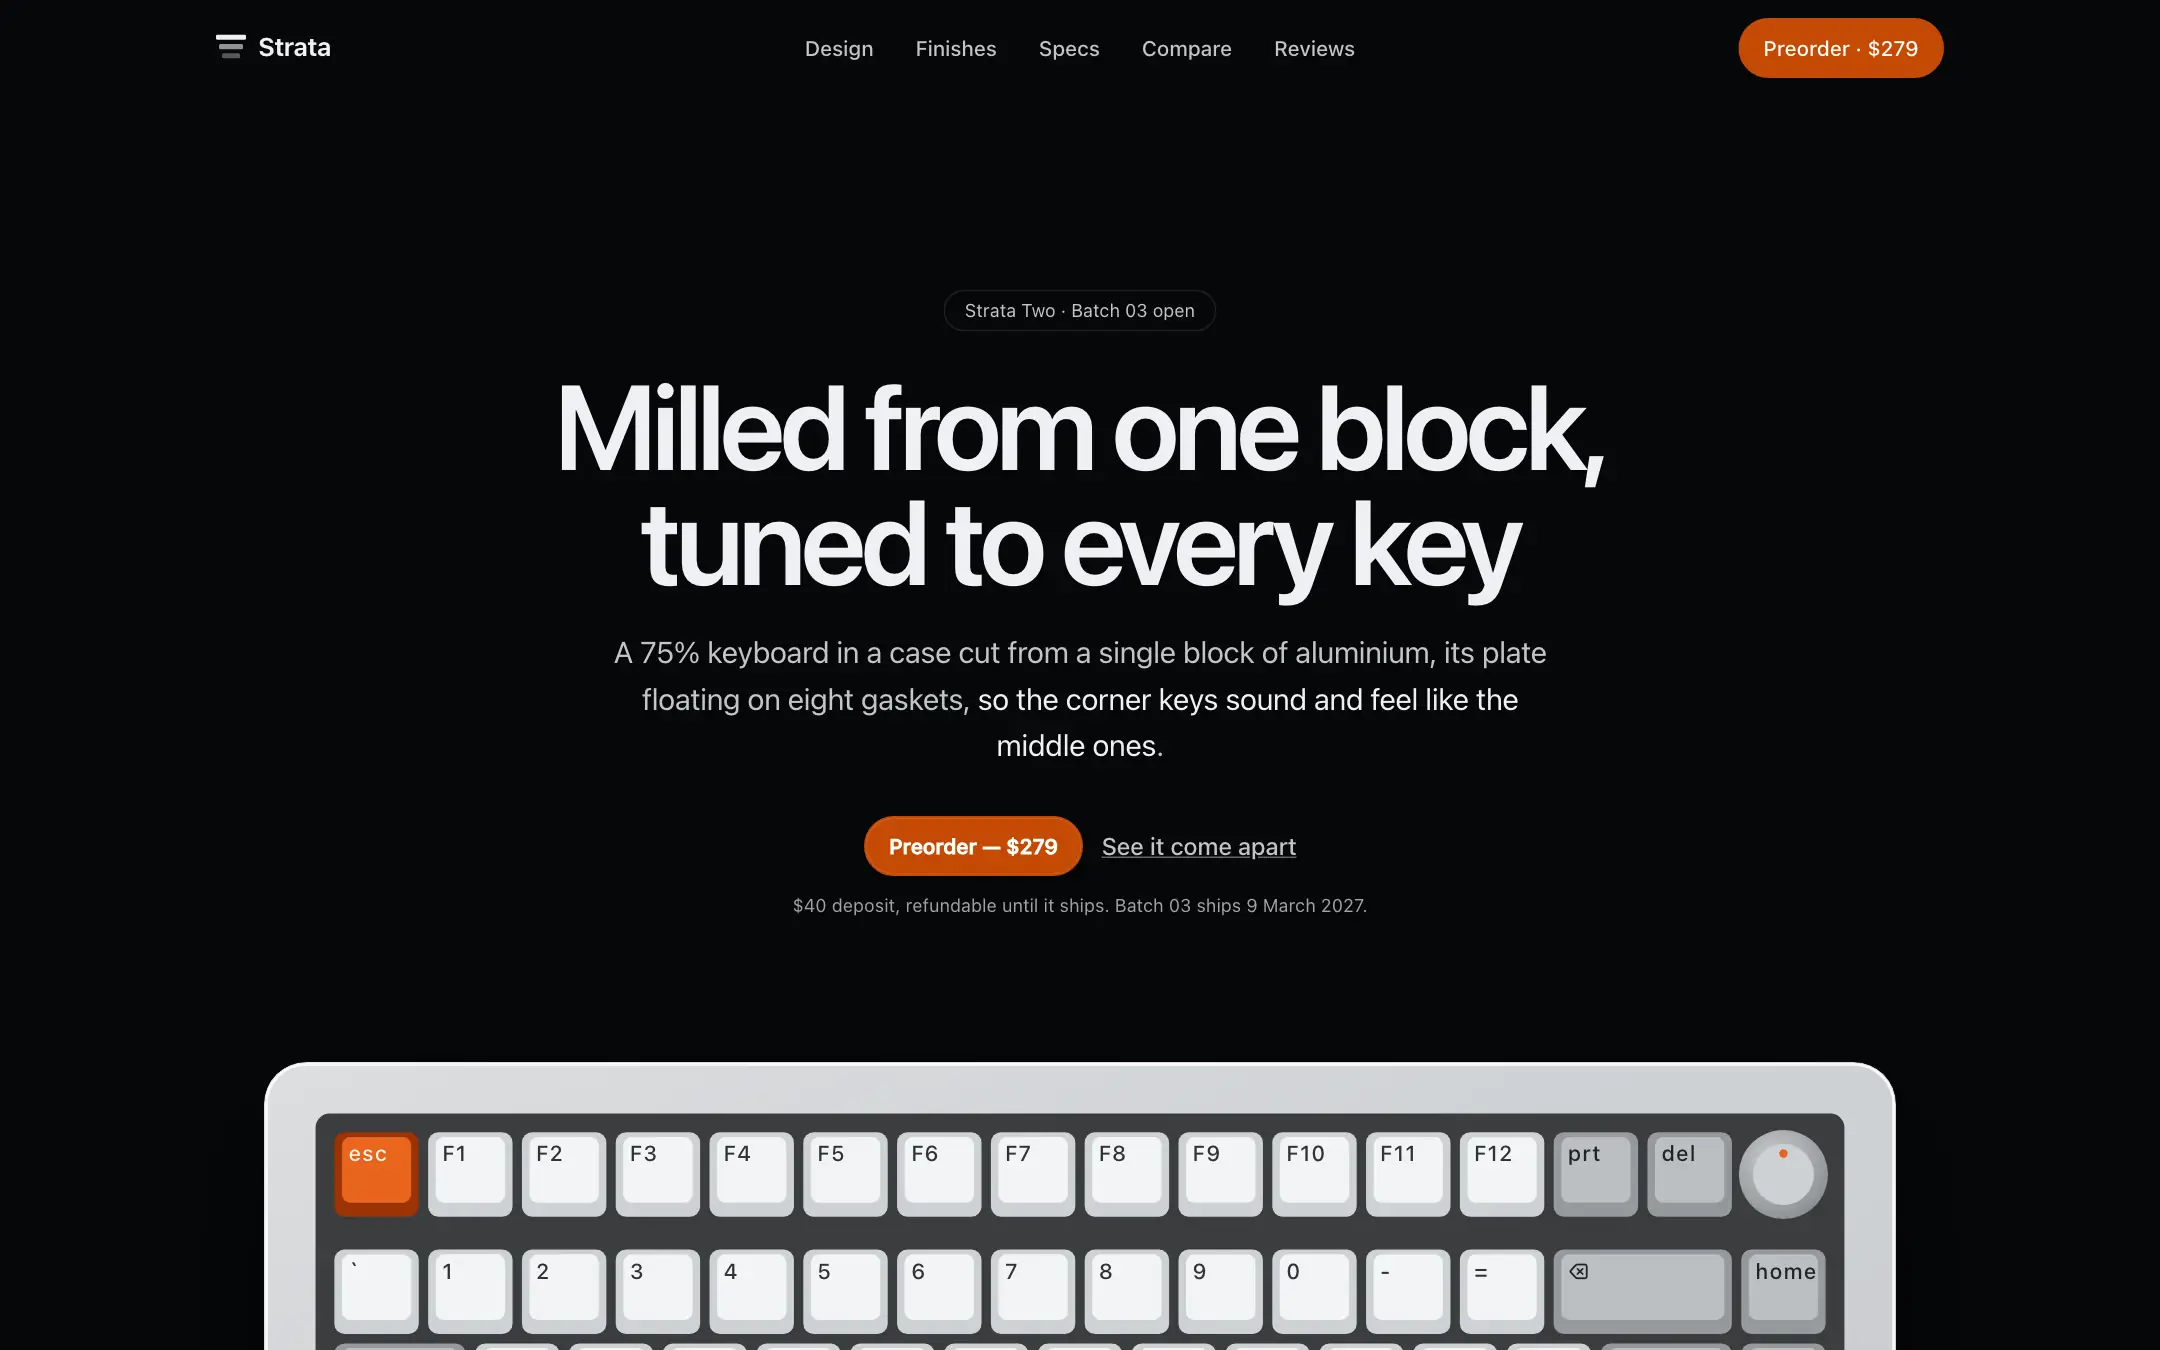 Strata
Design Finishes Specs Compare Reviews
Preorder · $279
Strata Two · Batch 03 open
Milled from one block,
tuned to every key
A 75% keyboard in a case cut from a single block of aluminium, its plate
floating on eight gaskets, so the corner keys sound and feel like the
middle ones.
Preorder — $279 See it come apart
$40 deposit, refundable until it ships. Batch 03 ships 9 March 2027.
esc F1 F2 F3 F4 F5 F6 F7 F8 F9 F10 F11 F12 prt del
` 1 2 3 4 5 6 7 8 9 0 - = ⌫ home